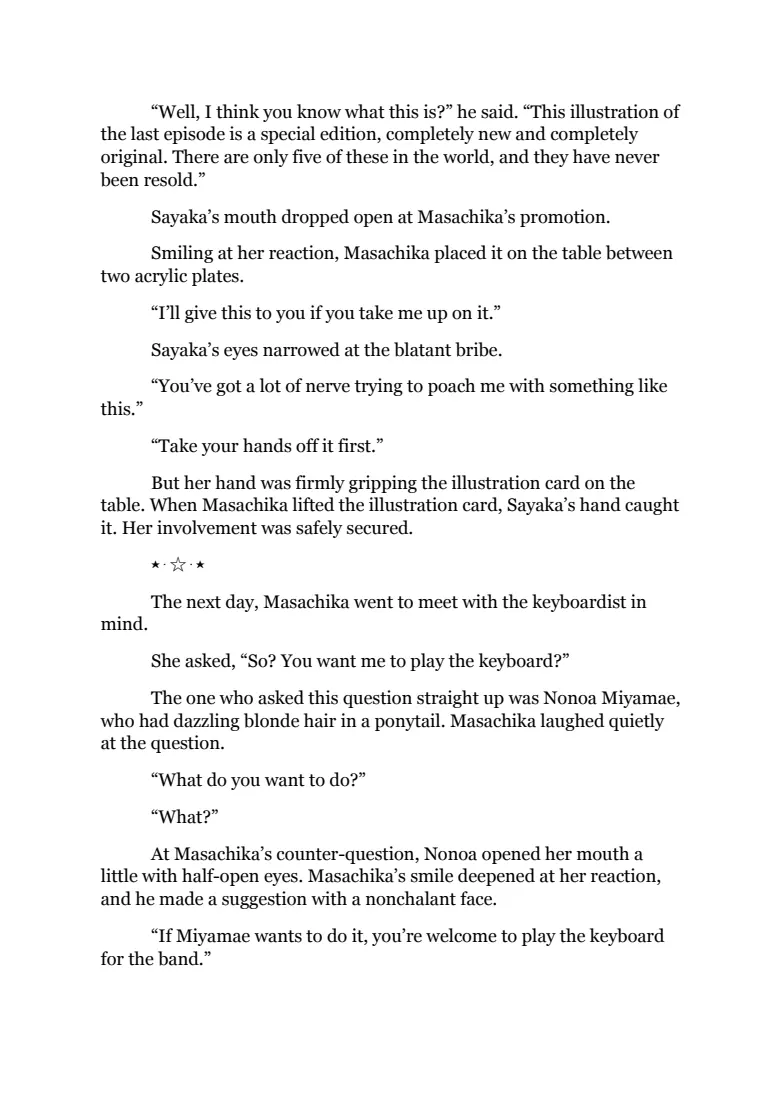 “Well, I think you know what this is?” he said. “This illustration of
the last episode is a special edition, completely new and completely
original. There are only five of these in the world, and they have never
been resold.”
Sayaka’s mouth dropped open at Masachika’s promotion.
Smiling at her reaction, Masachika placed it on the table between
two acrylic plates.
“I’ll give this to you if you take me up on it.”
Sayaka’s eyes narrowed at the blatant bribe.
“You’ve got a lot of nerve trying to poach me with something like
this.”
“Take your hands off it first.”
But her hand was firmly gripping the illustration card on the
table. When Masachika lifted the illustration card, Sayaka’s hand caught
it. Her involvement was safely secured.
⋆·☆·⋆
The next day, Masachika went to meet with the keyboardist in
mind.
She asked, “So? You want me to play the keyboard?”
The one who asked this question straight up was Nonoa Miyamae,
who had dazzling blonde hair in a ponytail. Masachika laughed quietly
at the question.
“What do you want to do?”
“What?”
At Masachika’s counter-question, Nonoa opened her mouth a
little with half-open eyes. Masachika’s smile deepened at her reaction,
and he made a suggestion with a nonchalant face.
“If Miyamae wants to do it, you’re welcome to play the keyboard
for the band.”